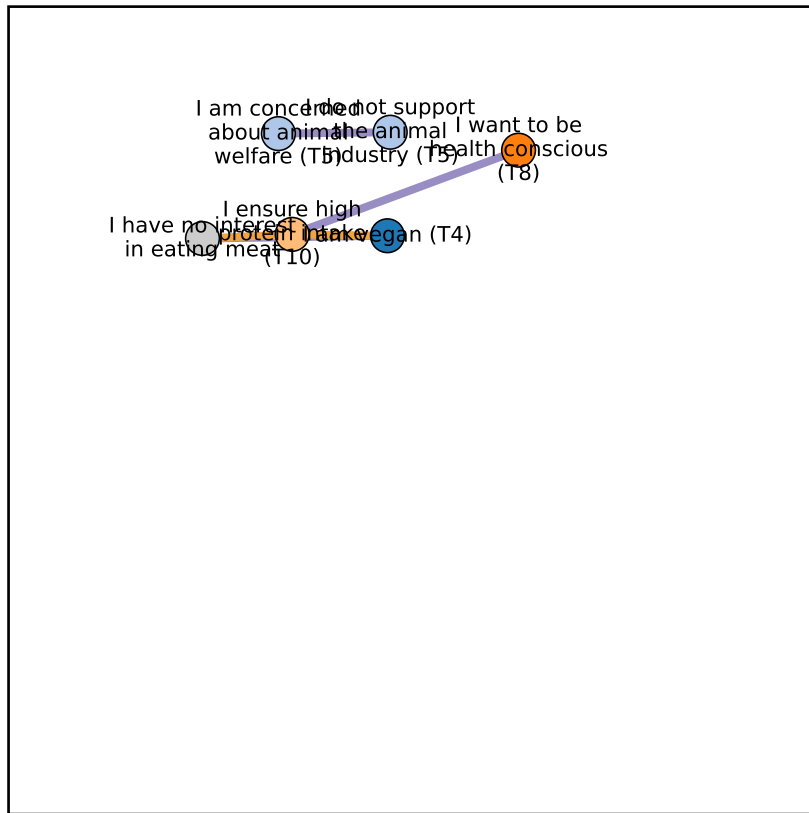 I am concerned
about animal
welfare (T5)
I do not support
the animal
industry (T5)
I want to be
health conscious
(T8)
I have no interest
in eating meat
I ensure high
protein intake
(T10)
I am vegan (T4)